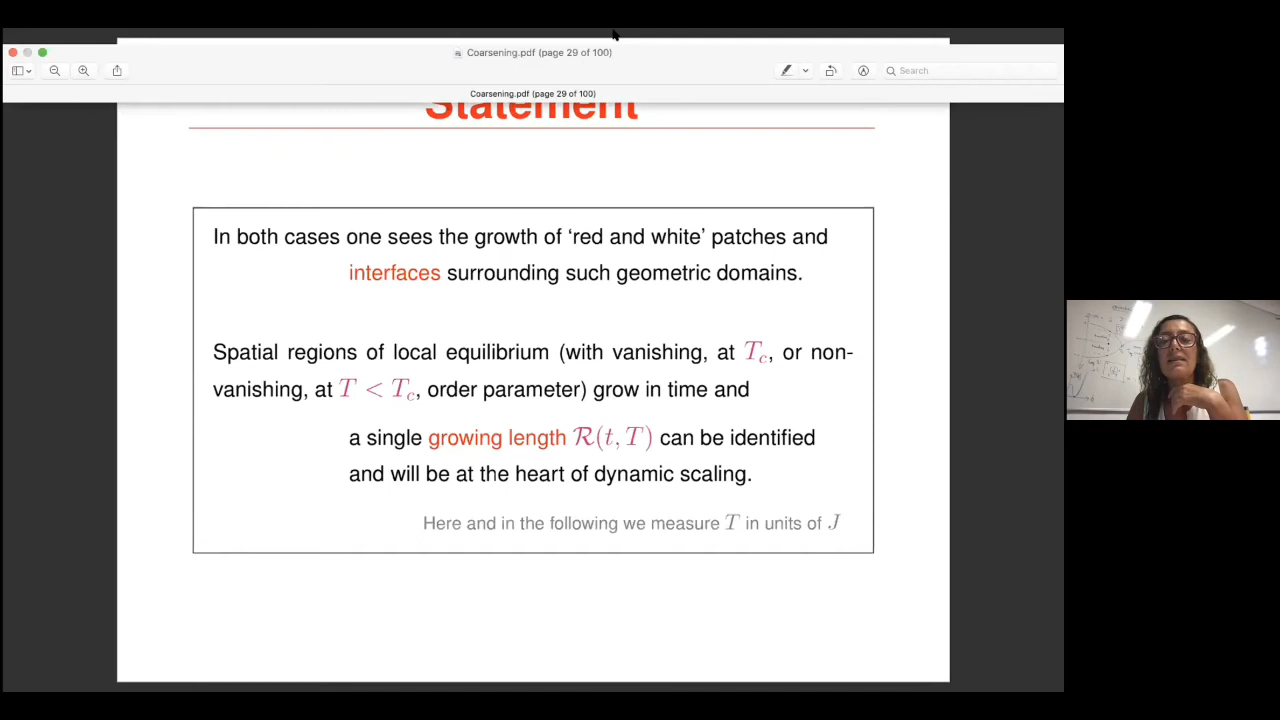 Coarsening.pdf (page 29 of 100)
Search
Coarsening.pdf (page 29 of 100)
Statement
In both cases one sees the growth of ‘red and white’ patches and
interfaces surrounding such geometric domains.
Spatial regions of local equilibrium (with vanishing, at T_c, or non-
vanishing, at T < T_c, order parameter) grow in time and
a single growing length R(t, T) can be identified
and will be at the heart of dynamic scaling.
Here and in the following we measure T in units of J